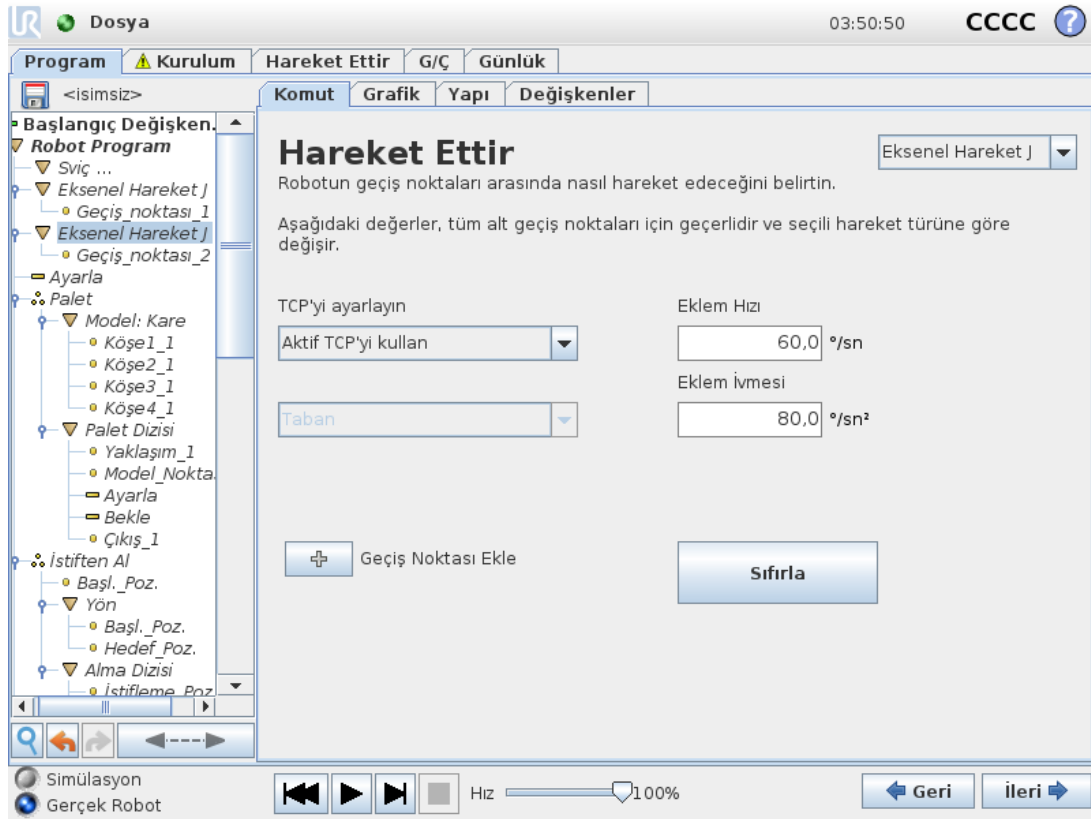 UR Dosya 03:50:50 CCCC ?
Program Kurulum Hareket Ettir G/Ç Günlük
<isimsiz>
Komut Grafik Yapı Değişkenler
Başlangıç Değişken.
Robot Program
Sviç ...
Eksenel Hareket J
Geçiş_noktası_1
Eksenel Hareket J
Geçiş_noktası_2
Ayarla
Palet
Model: Kare
Köşe1_1
Köşe2_1
Köşe3_1
Köşe4_1
Palet Dizisi
Yaklaşım_1
Model_Nokta
Ayarla
Bekle
Çıkış_1
İstiften Al
Başl._Poz.
Yön
Başl._Poz.
Hedef_Poz.
Alma Dizisi
İstifleme_Poz
Hareket Ettir
Eksenel Hareket J
Robotun geçiş noktaları arasında nasıl hareket edeceğini belirtin.
Aşağıdaki değerler, tüm alt geçiş noktaları için geçerlidir ve seçili hareket türüne göre
değişir.
TCP'yi ayarlayın
Aktif TCP'yi kullan
Taban
Eklem Hızı
60,0 °/sn
Eklem İvmesi
80,0 °/sn²
Geçiş Noktası Ekle
Sıfırla
Simülasyon
Gerçek Robot
Hız 100%
Geri İleri